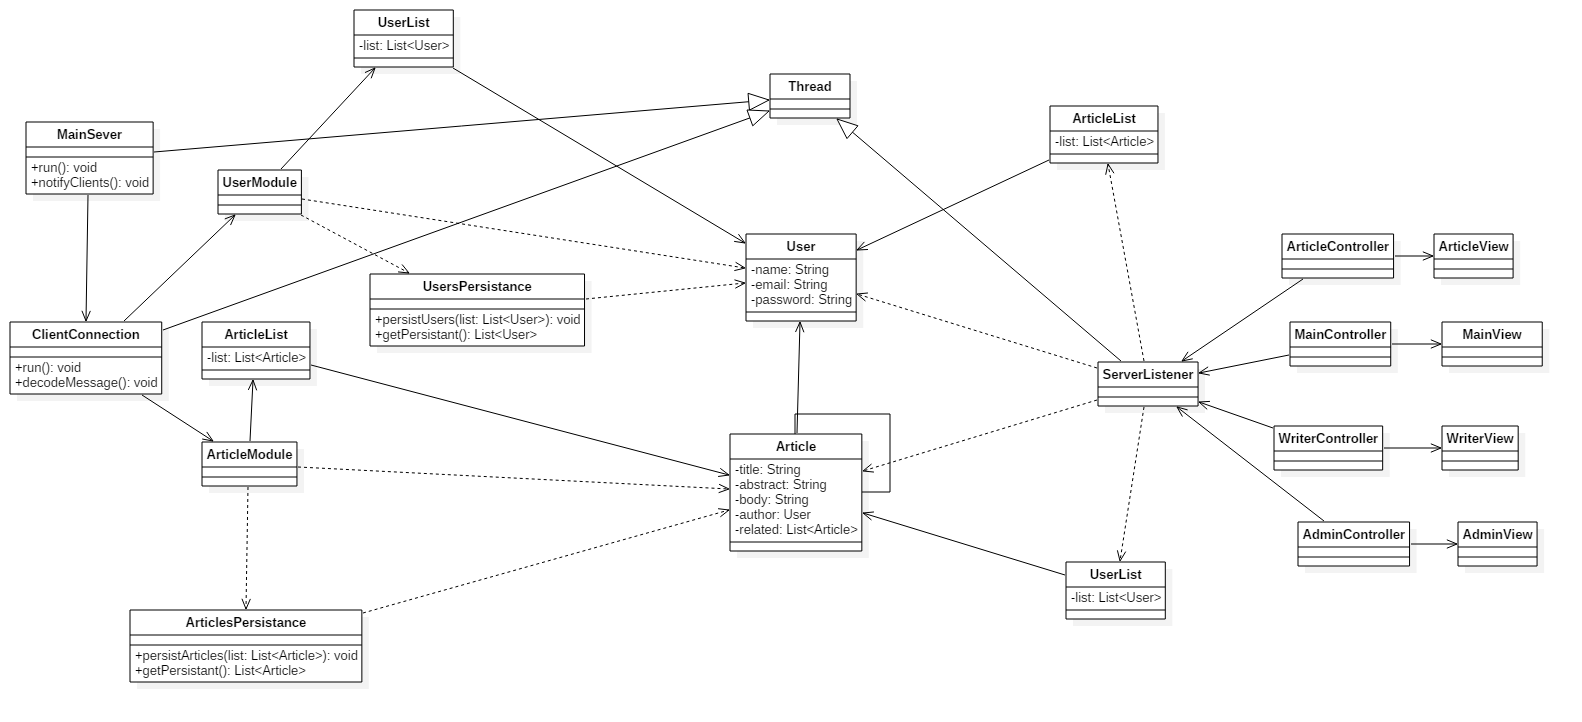 UserList
-list: List<User>
Thread
MainSever
+run(): void
+notifyClients(): void
ArticleList
-list: List<Article>
UserModule
User
-name: String
-email: String
-password: String
ArticleController
ArticleView
UsersPersistance
+persistUsers(list: List<User>): void
+getPersistant(): List<User>
ClientConnection
+run(): void
+decodeMessage(): void
ArticleList
-list: List<Article>
MainController
MainView
ServerListener
Article
-title: String
-abstract: String
-body: String
-author: User
-related: List<Article>
WriterController
WriterView
ArticleModule
AdminController
AdminView
UserList
-list: List<User>
ArticlesPersistance
+persistArticles(list: List<Article>): void
+getPersistant(): List<Article>